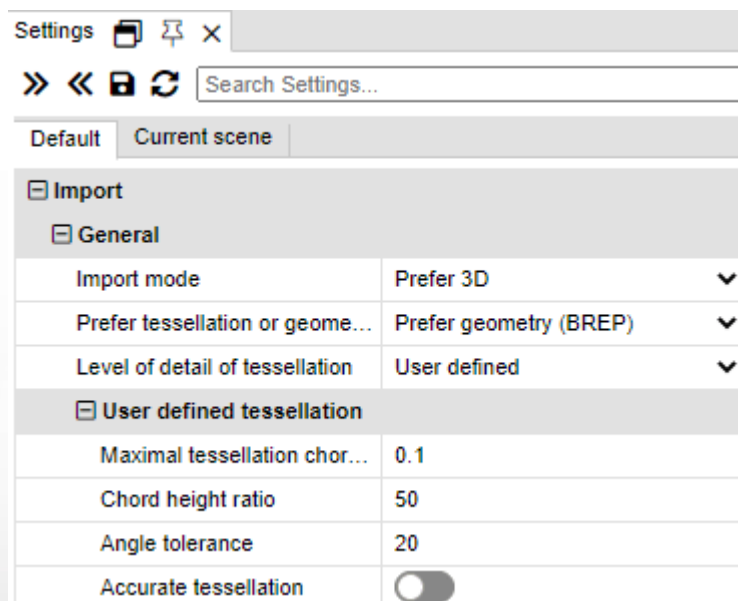 Settings
Search Settings...
Default Current scene
Import
General
Import mode Prefer 3D
Prefer tessellation or geome... Prefer geometry (BREP)
Level of detail of tessellation User defined
User defined tessellation
Maximal tessellation chor... 0.1
Chord height ratio 50
Angle tolerance 20
Accurate tessellation